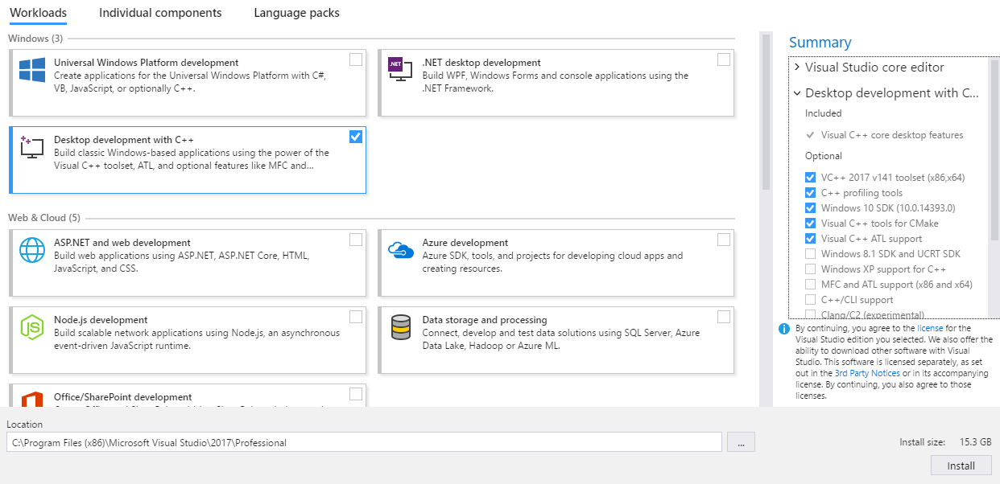 Workloads
Individual components
Language packs
Windows (3)
Universal Windows Platform development
Create applications for the Universal Windows Platform with C#,
VB, JavaScript, or optionally C++.
.NET
.NET desktop development
Build WPF, Windows Forms and console applications using the
.NET Framework.
Desktop development with C++
Build classic Windows-based applications using the power of the
Visual C++ toolset, ATL, and optional features like MFC and...
Web & Cloud (5)
ASP.NET and web development
Build web applications using ASP.NET, ASP.NET Core, HTML,
JavaScript, and CSS.
Azure development
Azure SDK, tools, and projects for developing cloud apps and
creating resources.
JS
Node.js development
Build scalable network applications using Node.js, an asynchronous
event-driven JavaScript runtime.
Data storage and processing
Connect, develop and test data solutions using SQL Server, Azure
Data Lake, Hadoop or Azure ML.
Office/SharePoint development
Summary
Visual Studio core editor
Desktop development with C...
Included
Visual C++ core desktop features
Optional
VC++ 2017 v141 toolset (x86,x64)
C++ profiling tools
Windows 10 SDK (10.0.14393.0)
Visual C++ tools for CMake
Visual C++ ATL support
Windows 8.1 SDK and UCRT SDK
Windows XP support for C++
MFC and ATL support (x86 and x64)
C++/CLI support
Clang/C2 (experimental)
By continuing, you agree to the license for the
Visual Studio edition you selected. We also offer the
ability to download other software with Visual
Studio. This software is licensed separately, as set
out in the 3rd Party Notices or in its accompanying
license. By continuing, you also agree to those
licenses.
Location
C:\Program Files (x86)\Microsoft Visual Studio\2017\Professional
...
Install size: 15.3 GB
Install